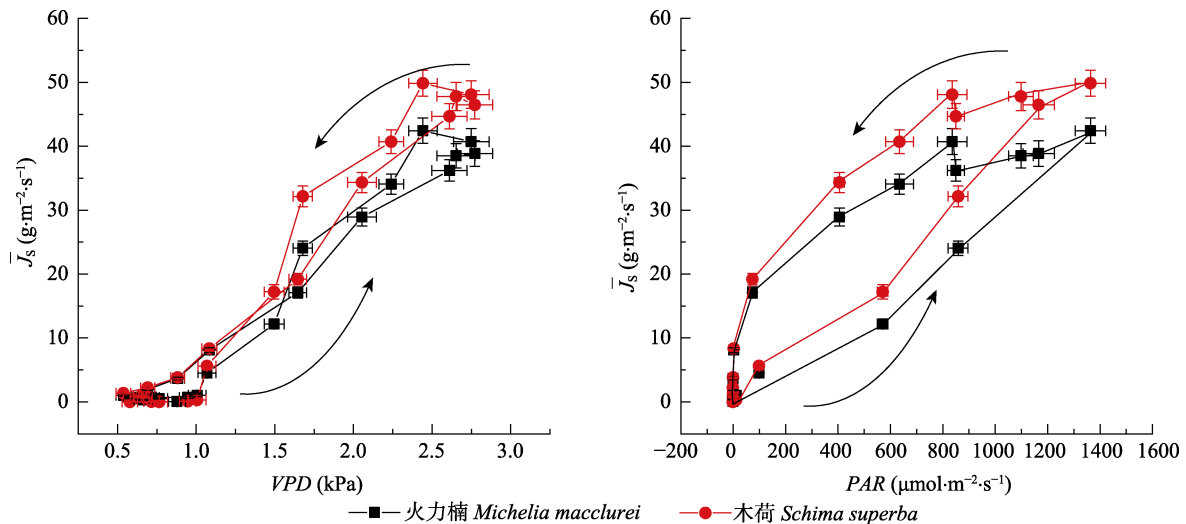 60
50
40
30
20
10
0
J̄s (g·m⁻²·s⁻¹)
0.5 1.0 1.5 2.0 2.5 3.0
VPD (kPa)
60
50
40
30
20
10
0
J̄s (g·m⁻²·s⁻¹)
−200 0 200 400 600 800 1000 1200 1400 1600
PAR (μmol·m⁻²·s⁻¹)
火力楠 Michelia macclurei 木荷 Schima superba